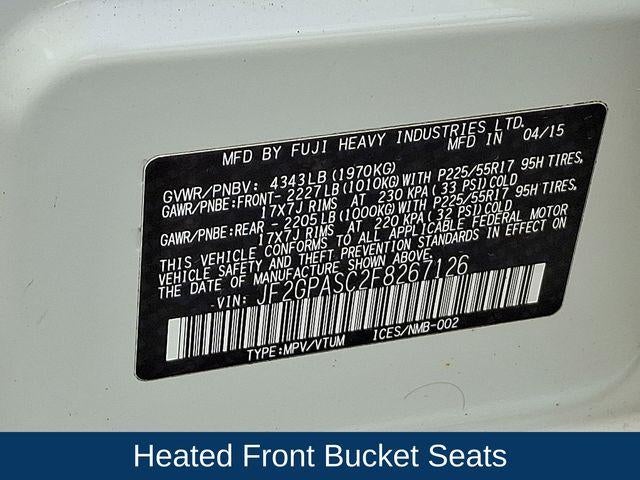 MFD BY FUJI HEAVY INDUSTRIES LTD.
MFD IN 04/15
GVWR/PNBV: 4343LB(1970KG)
GAWR/PNBE:FRONT- 2227LB(1010KG)WITH P225/55R17 95H TIRES,
17X7J RIMS AT 230 KPA(33 PSI)COLD
GAWR/PNBE:REAR - 2205LB(1000KG)WITH P225/55R17 95H TIRES,
17X7J RIMS AT 220 KPA(32 PSI)COLD
THIS VEHICLE CONFORMS TO ALL APPLICABLE FEDERAL MOTOR
VEHICLE SAFETY AND THEFT PREVENTION STANDARDS IN EFFECT ON
THE DATE OF MANUFACTURE SHOWN ABOVE.
VIN: JF2GPASC2F8267126
TYPE:MPV/VTUM ICES/NMB-002
Heated Front Bucket Seats